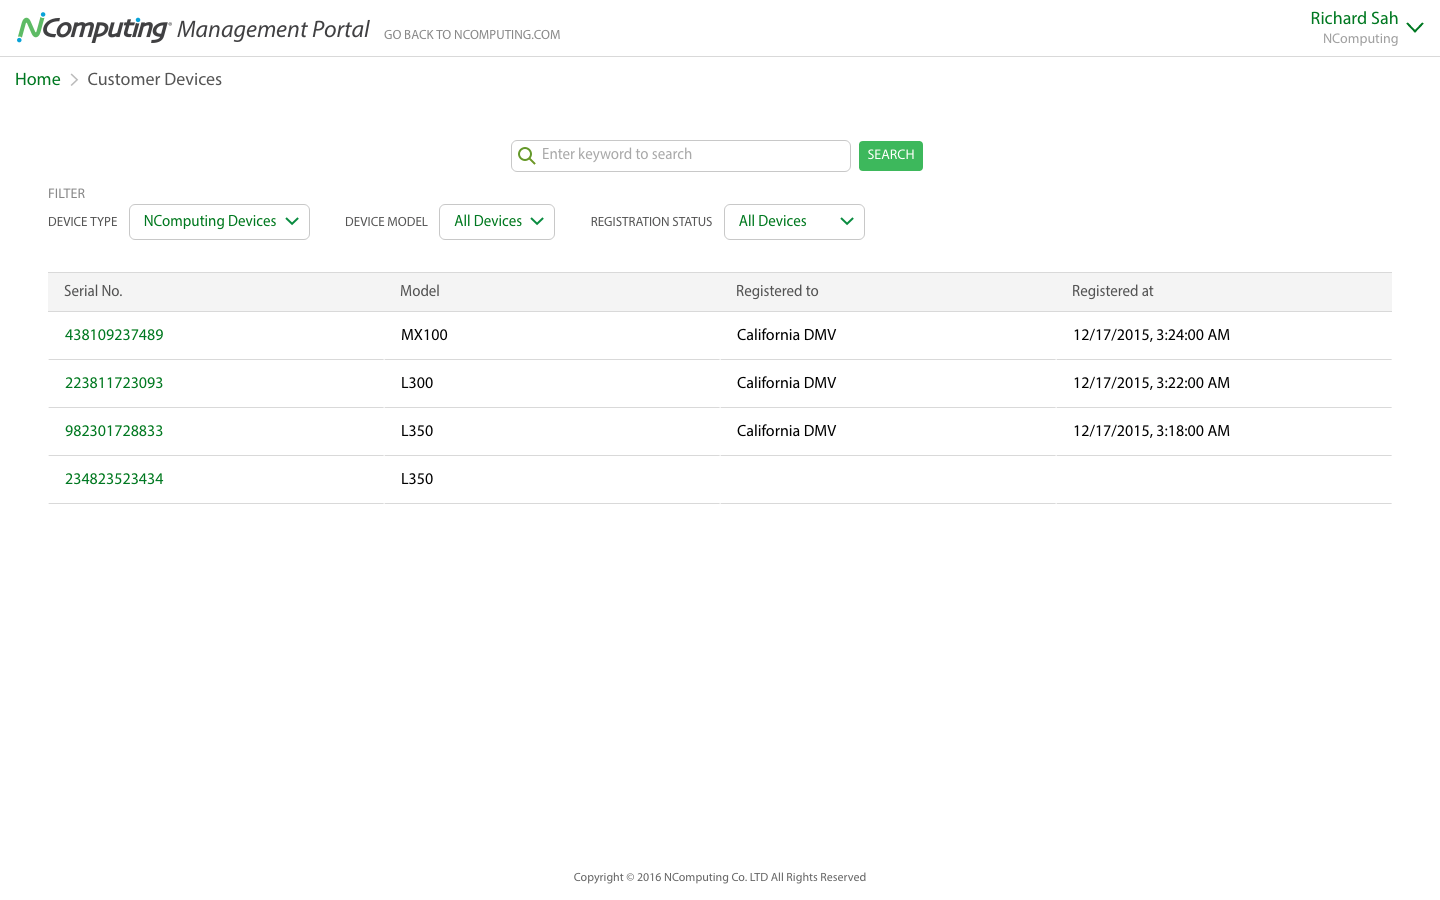 NComputing® Management Portal GO BACK TO NCOMPUTING.COM
Richard Sah
NComputing
Home > Customer Devices
Enter keyword to search SEARCH
FILTER
DEVICE TYPE NComputing Devices DEVICE MODEL All Devices REGISTRATION STATUS All Devices
Serial No. Model Registered to Registered at
438109237489 MX100 California DMV 12/17/2015, 3:24:00 AM
223811723093 L300 California DMV 12/17/2015, 3:22:00 AM
982301728833 L350 California DMV 12/17/2015, 3:18:00 AM
234823523434 L350
Copyright © 2016 NComputing Co. LTD All Rights Reserved